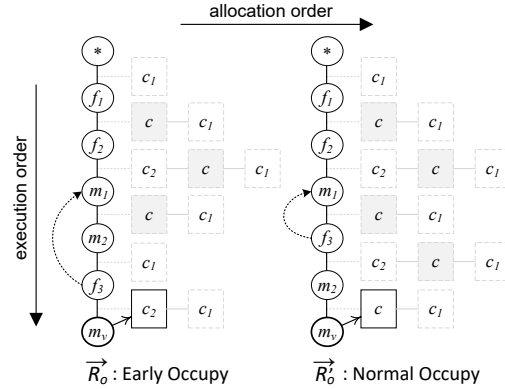 allocation order
execution order
* *
c₁ c₁
f₁ f₁
c c₁ c c₁
f₂ f₂
c₂ c c₁ c₂ c c₁
m₁ m₁
c c₁ c c₁
m₂ f₃
c₁ c₂ c c₁
f₃ m₂
c₂ c₁ c c₁
mᵥ mᵥ
R⃗ₒ : Early Occupy R⃗ₒ′ : Normal Occupy